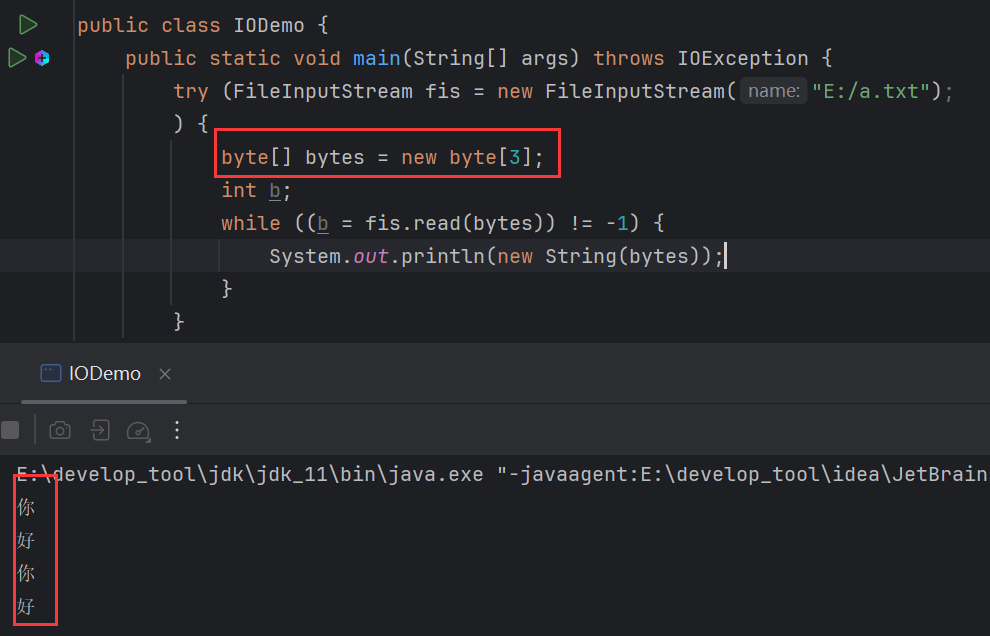 public class IODemo {
public static void main(String[] args) throws IOException {
try (FileInputStream fis = new FileInputStream( name: "E:/a.txt");
) {
byte[] bytes = new byte[3];
int b;
while ((b = fis.read(bytes)) != -1) {
System.out.println(new String(bytes));
}
}
IODemo
E:\develop_tool\jdk\jdk_11\bin\java.exe "-javaagent:E:\develop_tool\idea\JetBrain
你
好
你
好